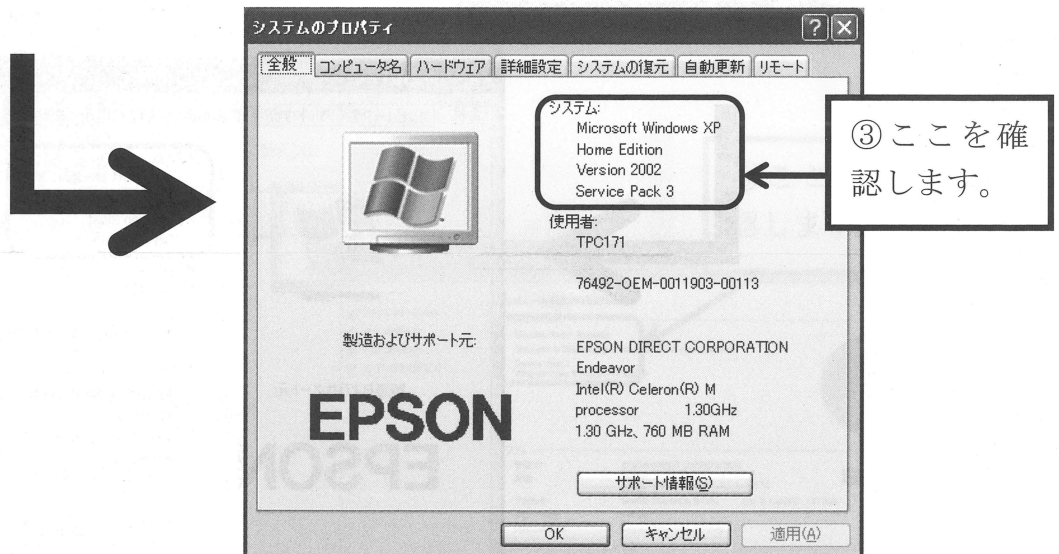 システムのプロパティ
全般 コンピュータ名 ハードウェア 詳細設定 システムの復元 自動更新 リモート
システム:
Microsoft Windows XP
Home Edition
Version 2002
Service Pack 3
③ここを確
認します。
使用者:
TPC171
76492-OEM-0011903-00113
製造およびサポート元:
EPSON DIRECT CORPORATION
Endeavor
Intel(R) Celeron(R) M
processor 1.30GHz
1.30 GHz、760 MB RAM
EPSON
サポート情報(S)
OK キャンセル 適用(A)